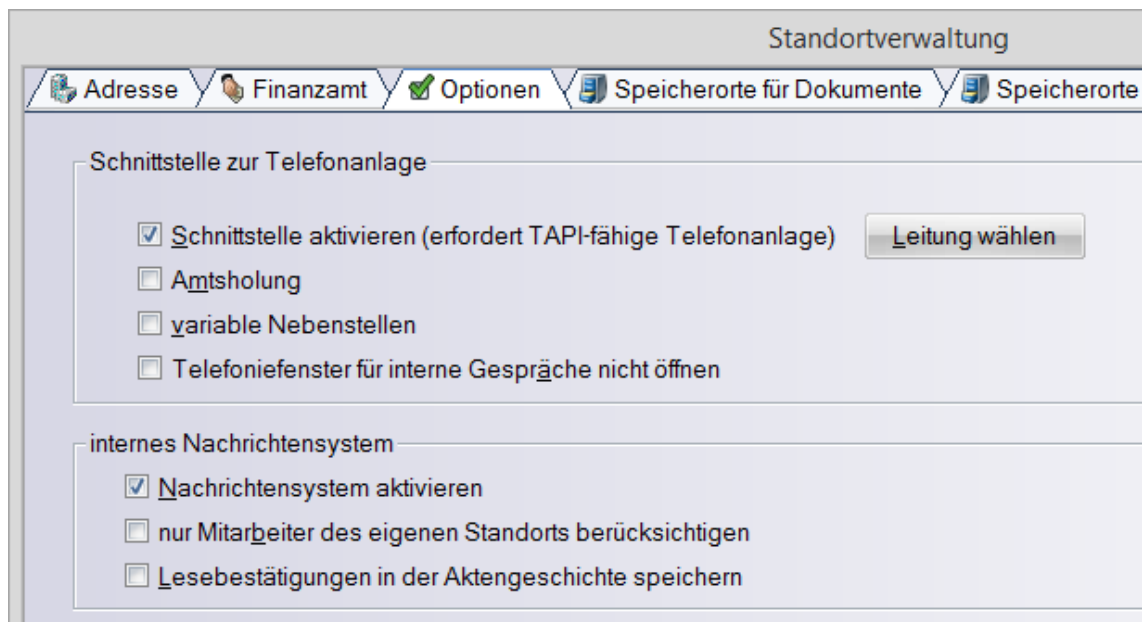 Standortverwaltung
Adresse Finanzamt Optionen Speicherorte für Dokumente Speicherorte
Schnittstelle zur Telefonanlage
Schnittstelle aktivieren (erfordert TAPI-fähige Telefonanlage) Leitung wählen
Amtsholung
variable Nebenstellen
Telefoniefenster für interne Gespräche nicht öffnen
internes Nachrichtensystem
Nachrichtensystem aktivieren
nur Mitarbeiter des eigenen Standorts berücksichtigen
Lesebestätigungen in der Aktengeschichte speichern